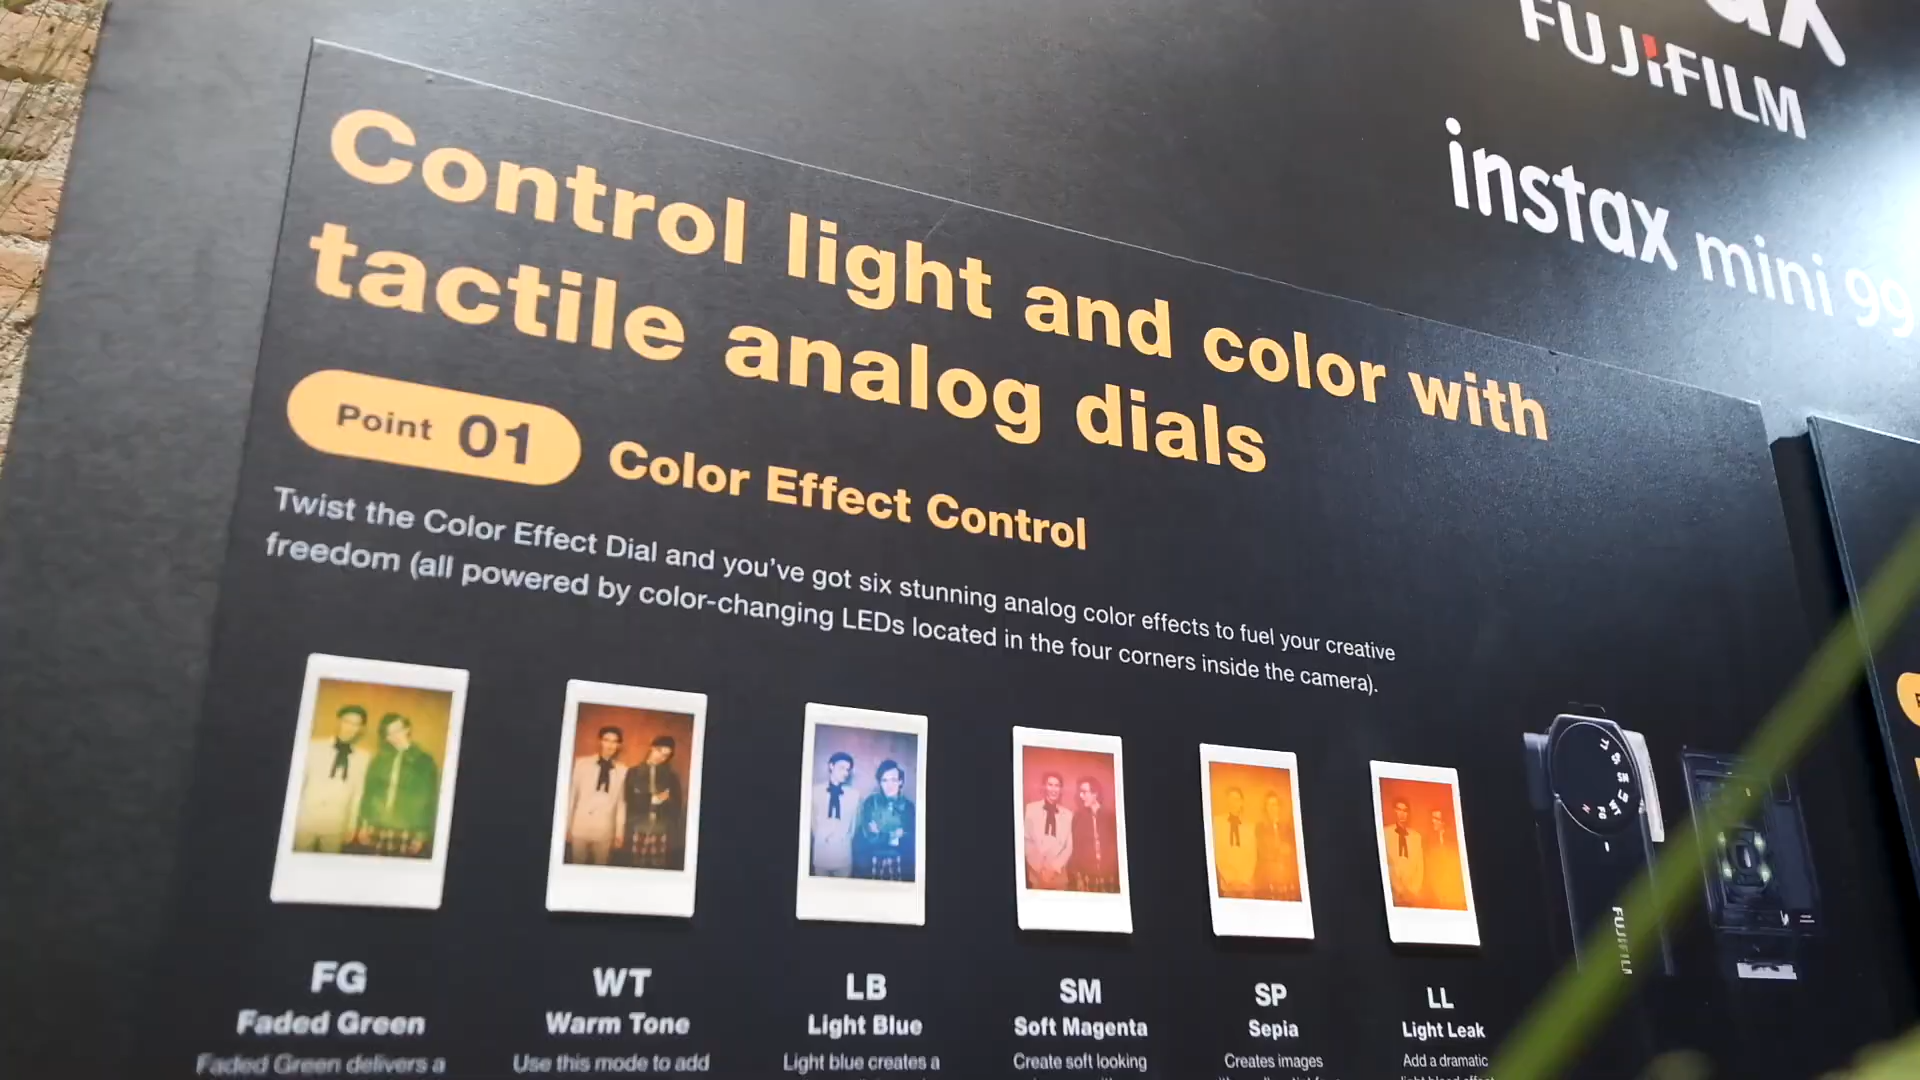 FUJIFILM
instax mini 99
Control light and color with
tactile analog dials
Point 01 Color Effect Control
Twist the Color Effect Dial and you've got six stunning analog color effects to fuel your creative
freedom (all powered by color-changing LEDs located in the four corners inside the camera).
FG
Faded Green
Faded Green delivers a
WT
Warm Tone
Use this mode to add
LB
Light Blue
Light blue creates a
SM
Soft Magenta
Create soft looking
SP
Sepia
Creates images
LL
Light Leak
Add a dramatic